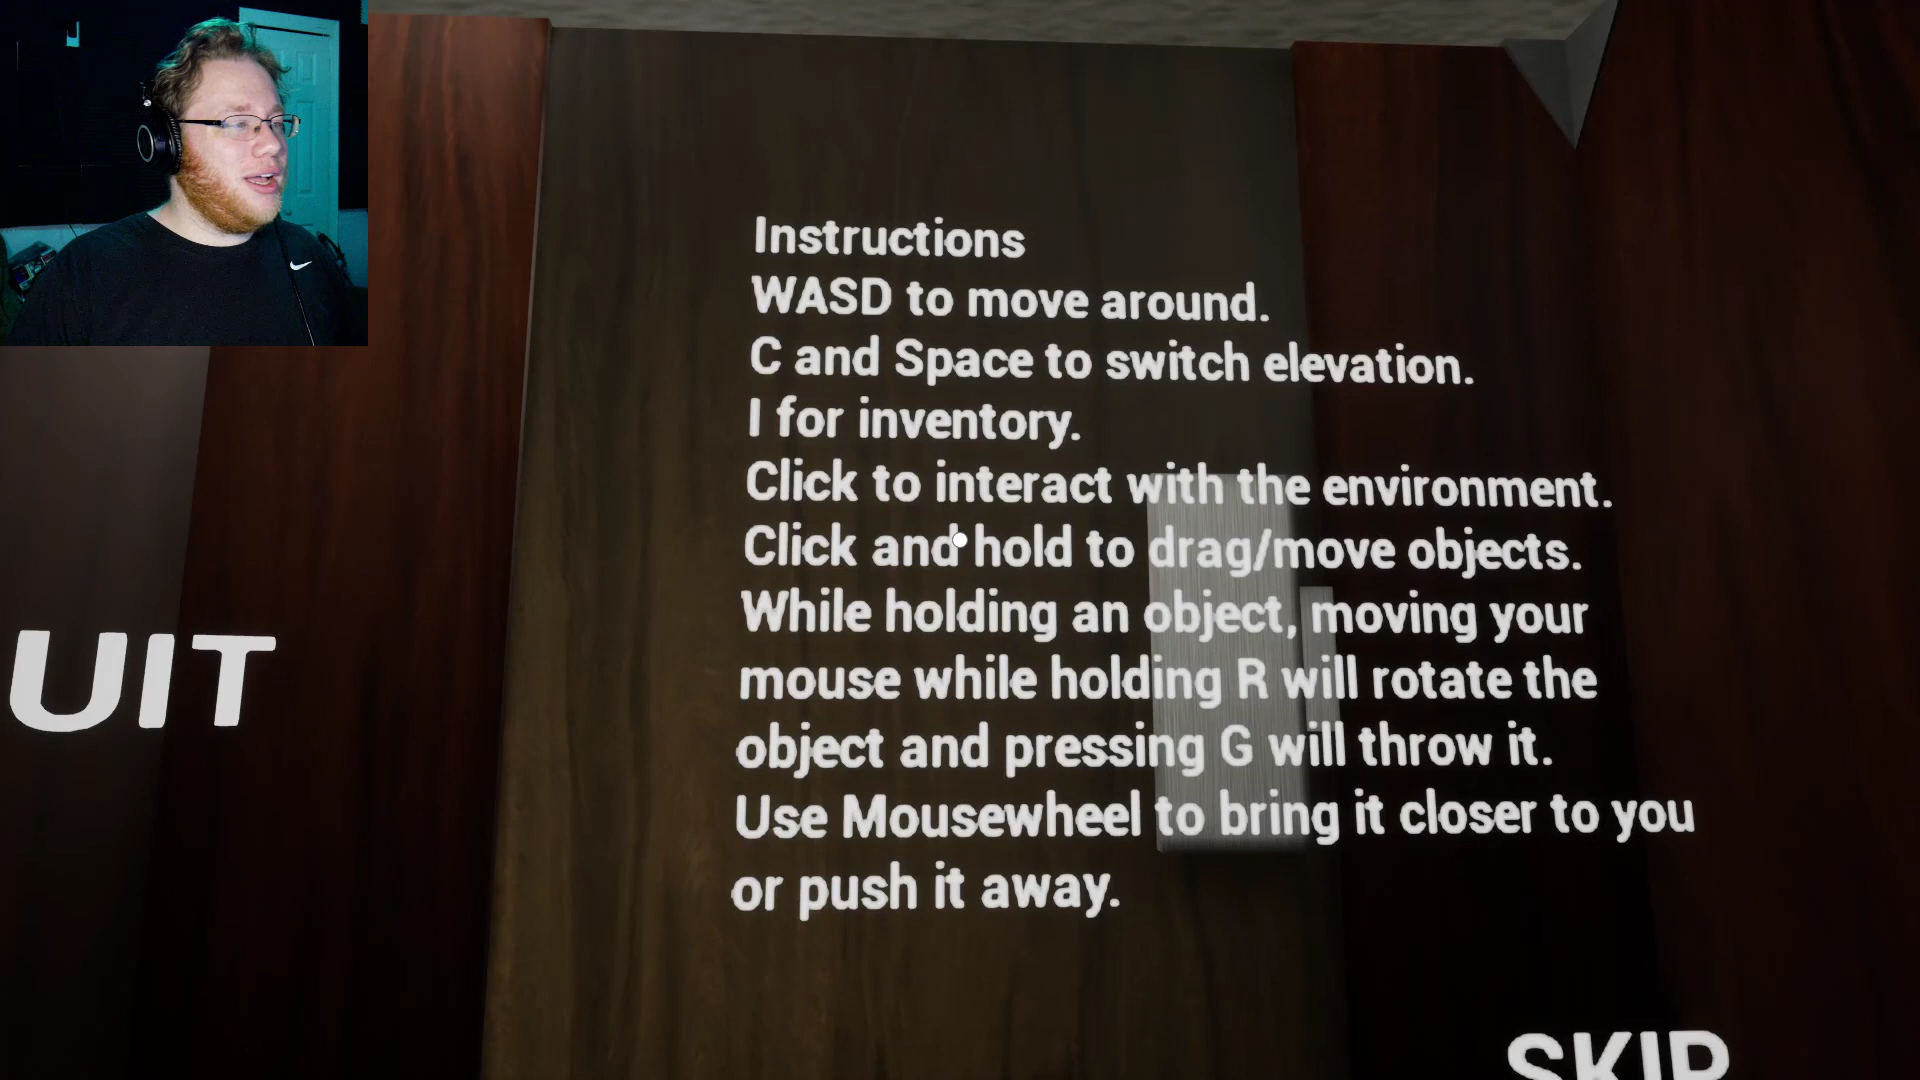 Instructions
WASD to move around.
C and Space to switch elevation.
I for inventory.
Click to interact with the environment.
Click and hold to drag/move objects.
While holding an object, moving your
mouse while holding R will rotate the
object and pressing G will throw it.
Use Mousewheel to bring it closer to you
or push it away.
UIT
SKIP